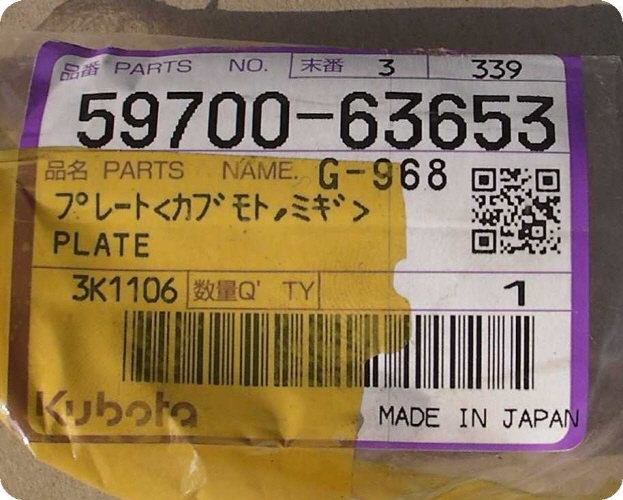 品番 PARTS NO. 末番 3 339
59700-63653
品名 PARTS NAME. G-968
プレート<カブモト,ミギ>
PLATE
3K1106 数量Q'TY 1
Kubota MADE IN JAPAN